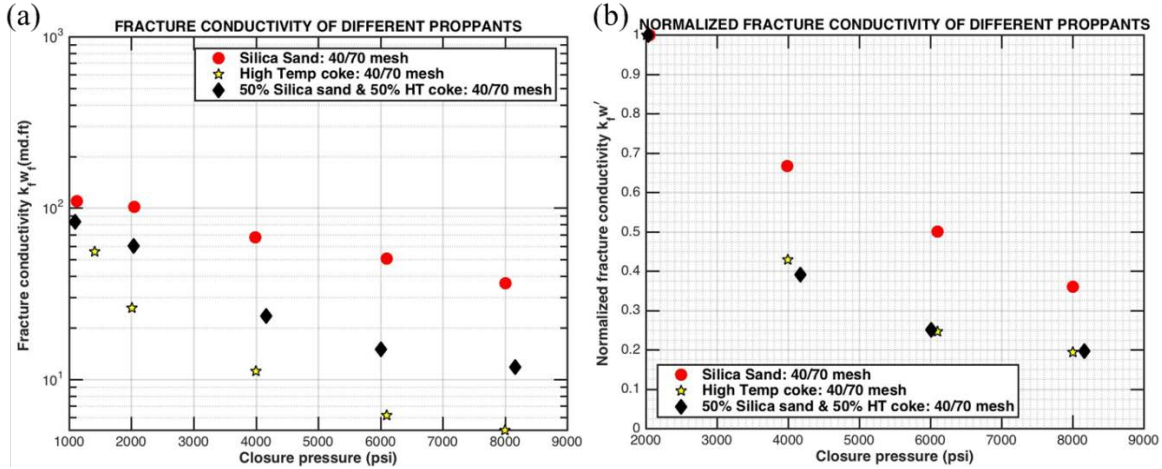 (a)
FRACTURE CONDUCTIVITY OF DIFFERENT PROPPANTS
10³
10²
10¹
Fracture conductivity k_f w_f (md.ft)
Silica Sand: 40/70 mesh
High Temp coke: 40/70 mesh
50% Silica sand & 50% HT coke: 40/70 mesh
1000 2000 3000 4000 5000 6000 7000 8000 9000
Closure pressure (psi)
(b)
NORMALIZED FRACTURE CONDUCTIVITY OF DIFFERENT PROPPANTS
1
0.9
0.8
0.7
0.6
0.5
0.4
0.3
0.2
0.1
0
Normalized fracture conductivity k_f w'
Silica Sand: 40/70 mesh
High Temp coke: 40/70 mesh
50% Silica sand & 50% HT coke: 40/70 mesh
2000 3000 4000 5000 6000 7000 8000 9000
Closure pressure (psi)